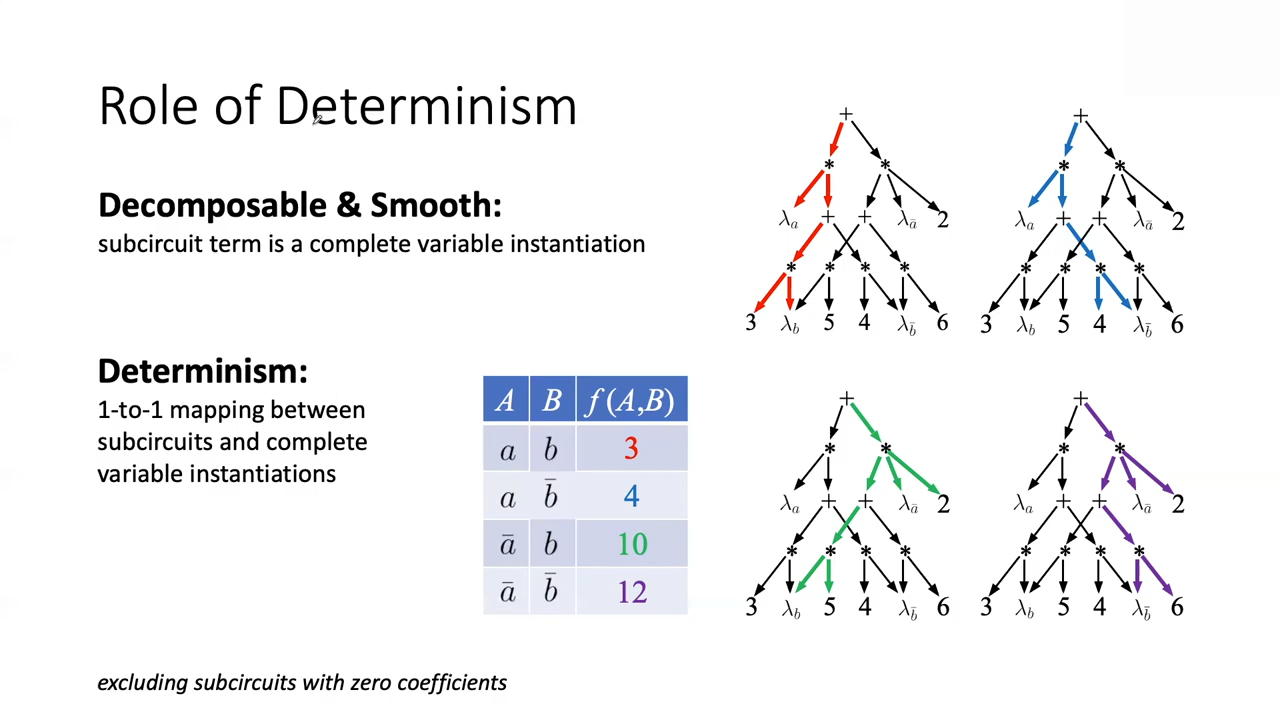 Role of Determinism
Decomposable & Smooth:
subcircuit term is a complete variable instantiation
Determinism:
1-to-1 mapping between
subcircuits and complete
variable instantiations
A B f(A,B)
a b 3
a b̄ 4
ā b 10
ā b̄ 12
excluding subcircuits with zero coefficients
+
* *
λa + + λā 2
* * * *
3 λb 5 4 λb̄ 6
+
* *
λa + + λā 2
* * * *
3 λb 5 4 λb̄ 6
+
* *
λa + + λā 2
* * * *
3 λb 5 4 λb̄ 6
+
* *
λa + + λā 2
* * * *
3 λb 5 4 λb̄ 6